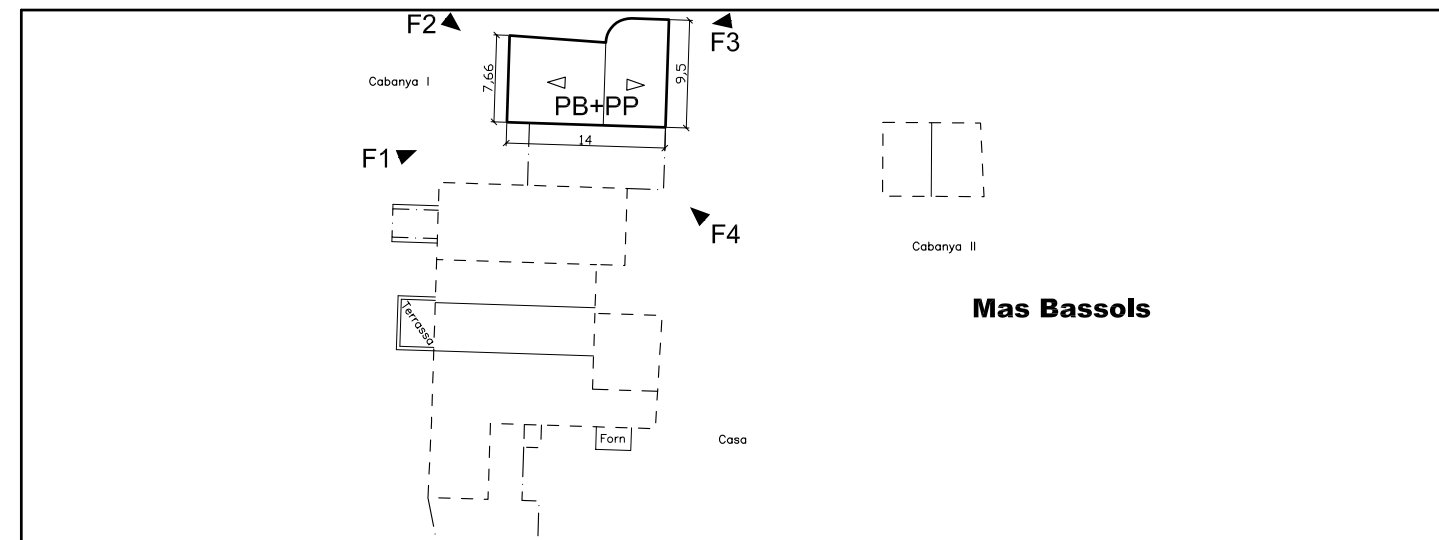 F2
F3
Cabanya I
7,66
9,5
PB+PP
14
F1
F4
Cabanya II
Mas Bassols
Terrassa
Forn
Casa